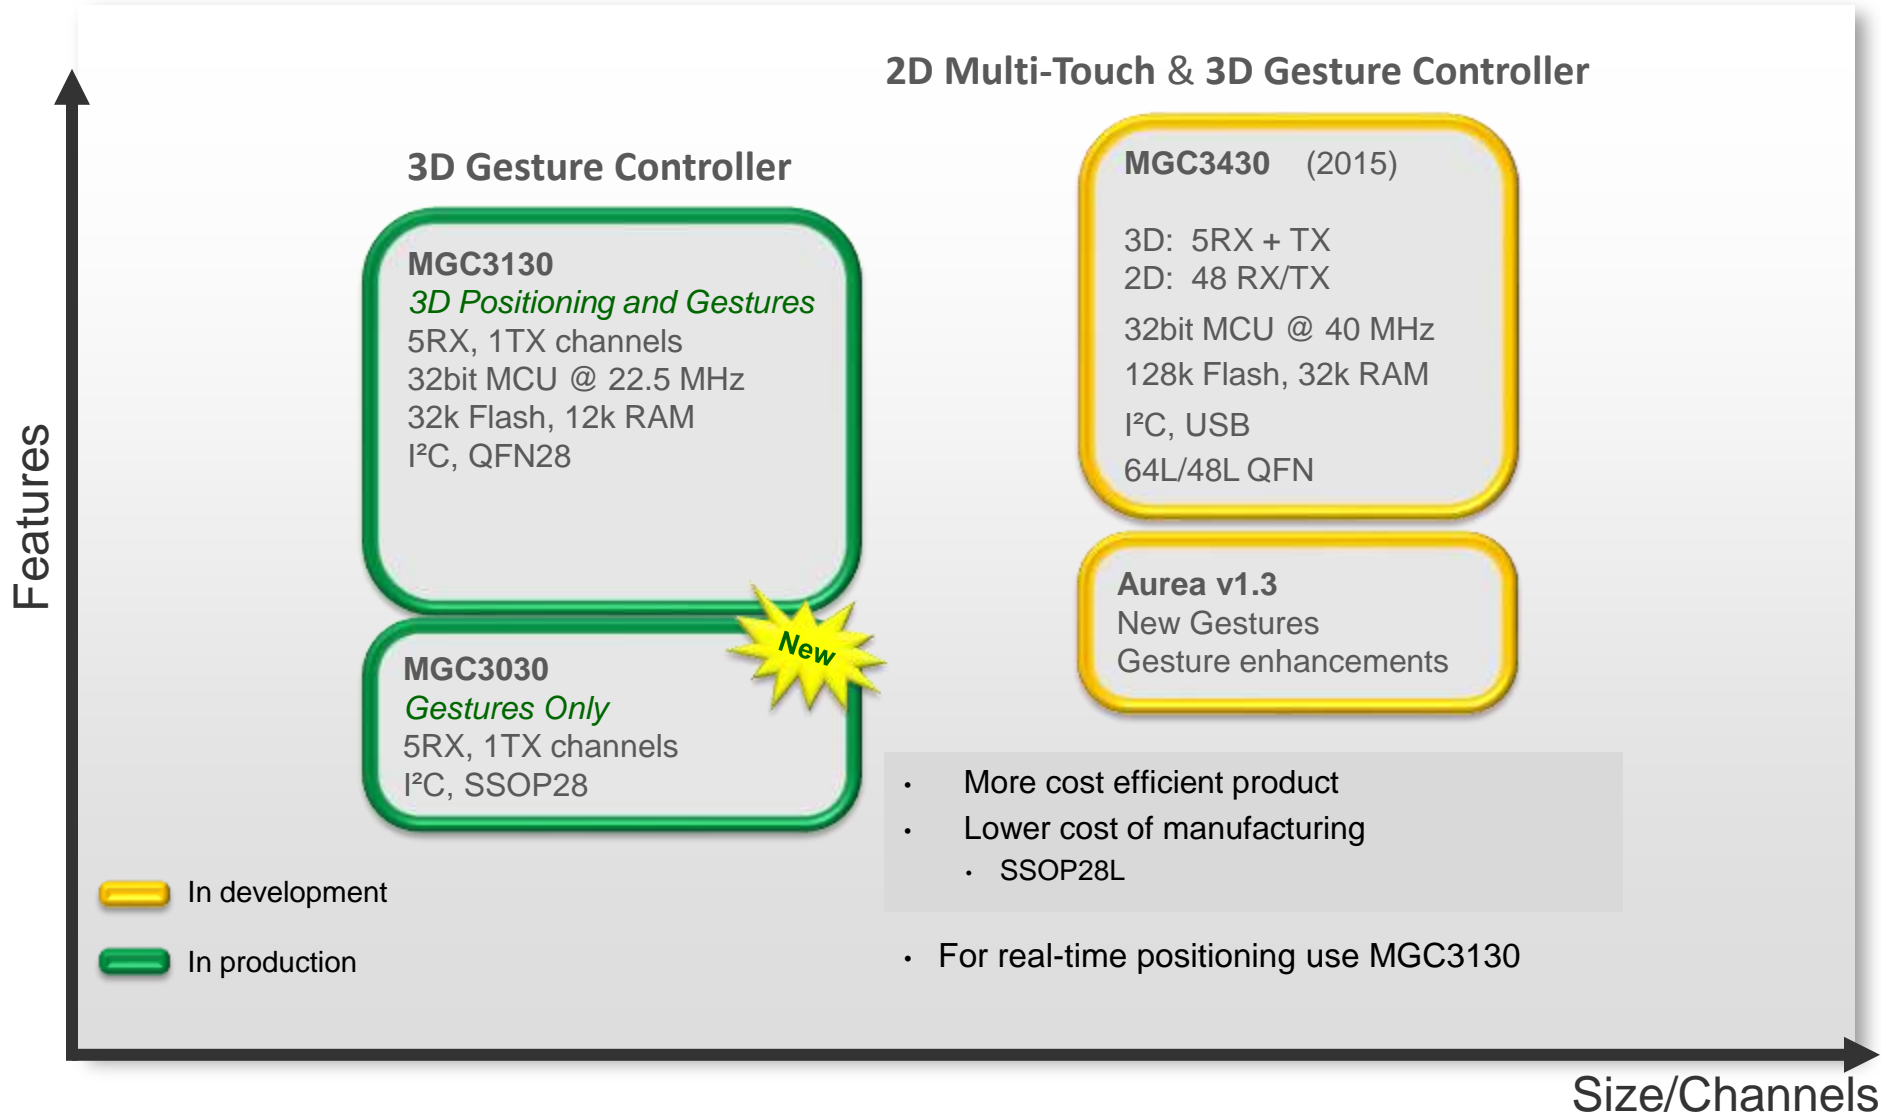 2D Multi-Touch & 3D Gesture Controller
3D Gesture Controller
MGC3130
3D Positioning and Gestures
5RX, 1TX channels
32bit MCU @ 22.5 MHz
32k Flash, 12k RAM
I²C, QFN28
New
MGC3030
Gestures Only
5RX, 1TX channels
I²C, SSOP28
MGC3430 (2015)
3D: 5RX + TX
2D: 48 RX/TX
32bit MCU @ 40 MHz
128k Flash, 32k RAM
I²C, USB
64L/48L QFN
Aurea v1.3
New Gestures
Gesture enhancements
• More cost efficient product
• Lower cost of manufacturing
• SSOP28L
• For real-time positioning use MGC3130
In development
In production
Features
Size/Channels